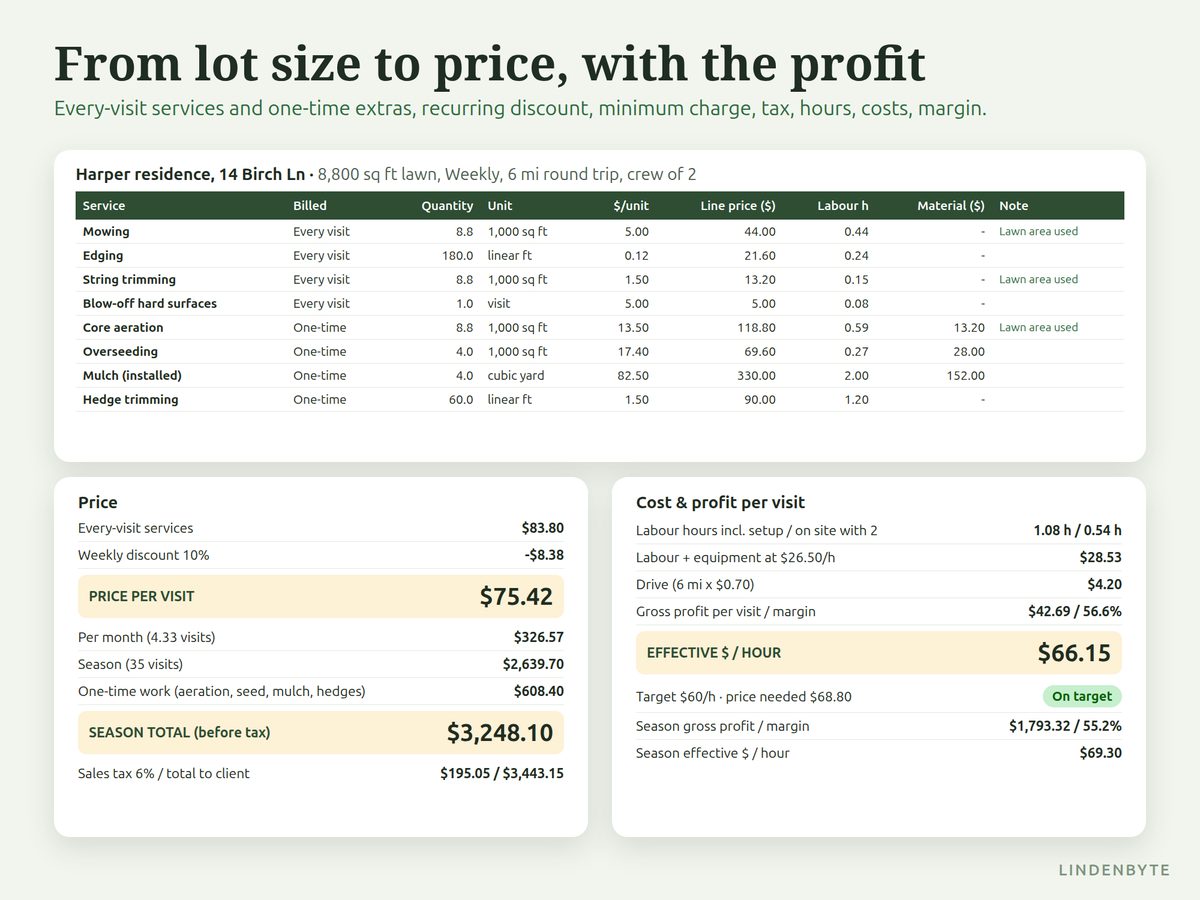 From lot size to price, with the profit
Every-visit services and one-time extras, recurring discount, minimum charge, tax, hours, costs, margin.
Harper residence, 14 Birch Ln · 8,800 sq ft lawn, Weekly, 6 mi round trip, crew of 2
Service Billed Quantity Unit $/unit Line price ($) Labour h Material ($) Note
Mowing Every visit 8.8 1,000 sq ft 5.00 44.00 0.44 - Lawn area used
Edging Every visit 180.0 linear ft 0.12 21.60 0.24 -
String trimming Every visit 8.8 1,000 sq ft 1.50 13.20 0.15 - Lawn area used
Blow-off hard surfaces Every visit 1.0 visit 5.00 5.00 0.08 -
Core aeration One-time 8.8 1,000 sq ft 13.50 118.80 0.59 13.20 Lawn area used
Overseeding One-time 4.0 1,000 sq ft 17.40 69.60 0.27 28.00
Mulch (installed) One-time 4.0 cubic yard 82.50 330.00 2.00 152.00
Hedge trimming One-time 60.0 linear ft 1.50 90.00 1.20 -
Price
Every-visit services $83.80
Weekly discount 10% -$8.38
PRICE PER VISIT $75.42
Per month (4.33 visits) $326.57
Season (35 visits) $2,639.70
One-time work (aeration, seed, mulch, hedges) $608.40
SEASON TOTAL (before tax) $3,248.10
Sales tax 6% / total to client $195.05 / $3,443.15
Cost & profit per visit
Labour hours incl. setup / on site with 2 1.08 h / 0.54 h
Labour + equipment at $26.50/h $28.53
Drive (6 mi x $0.70) $4.20
Gross profit per visit / margin $42.69 / 56.6%
EFFECTIVE $ / HOUR $66.15
Target $60/h · price needed $68.80 On target
Season gross profit / margin $1,793.32 / 55.2%
Season effective $ / hour $69.30
LINDENBYTE